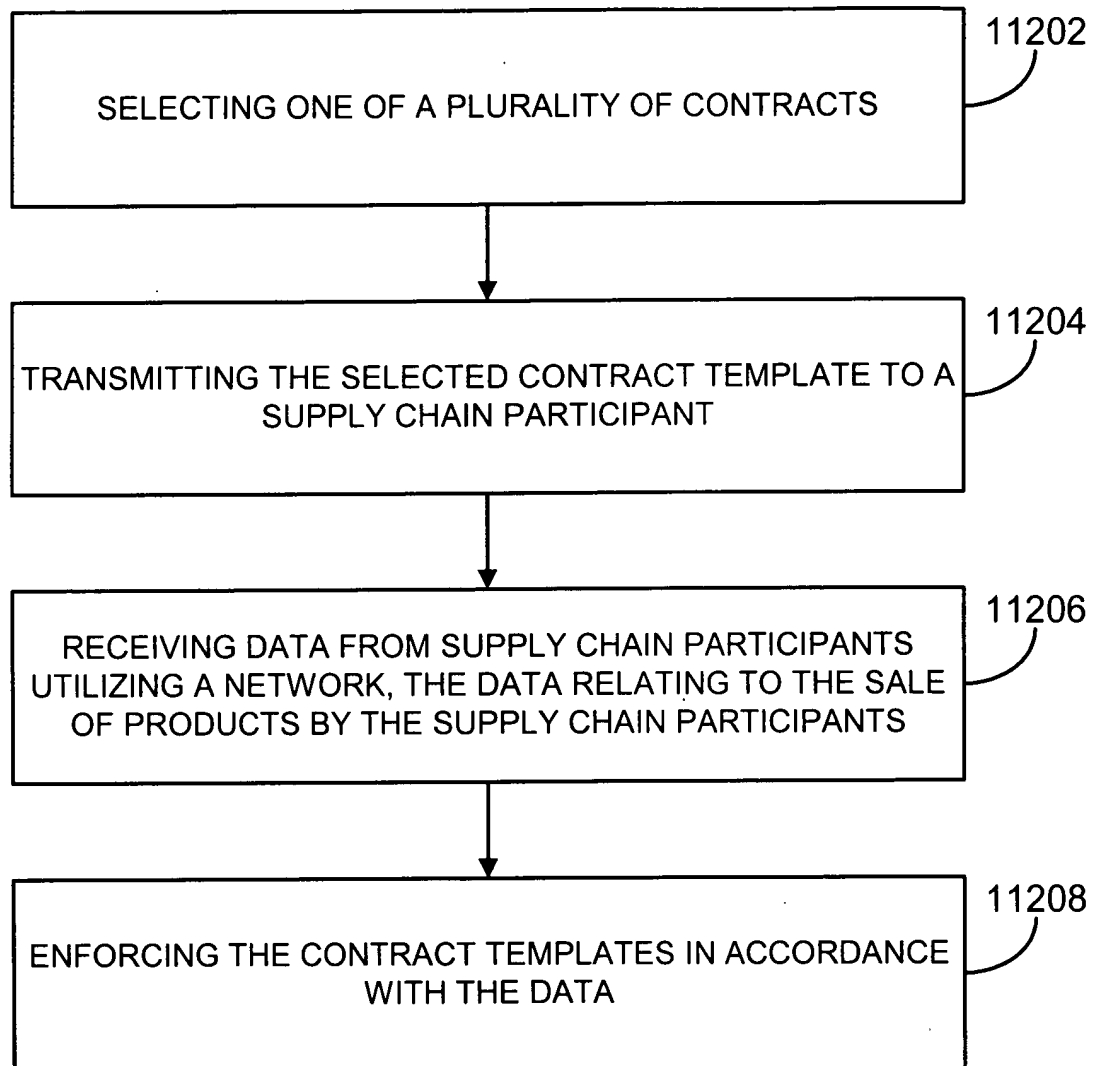 11202
SELECTING ONE OF A PLURALITY OF CONTRACTS
11204
TRANSMITTING THE SELECTED CONTRACT TEMPLATE TO A
SUPPLY CHAIN PARTICIPANT
11206
RECEIVING DATA FROM SUPPLY CHAIN PARTICIPANTS
UTILIZING A NETWORK, THE DATA RELATING TO THE SALE
OF PRODUCTS BY THE SUPPLY CHAIN PARTICIPANTS
11208
ENFORCING THE CONTRACT TEMPLATES IN ACCORDANCE
WITH THE DATA